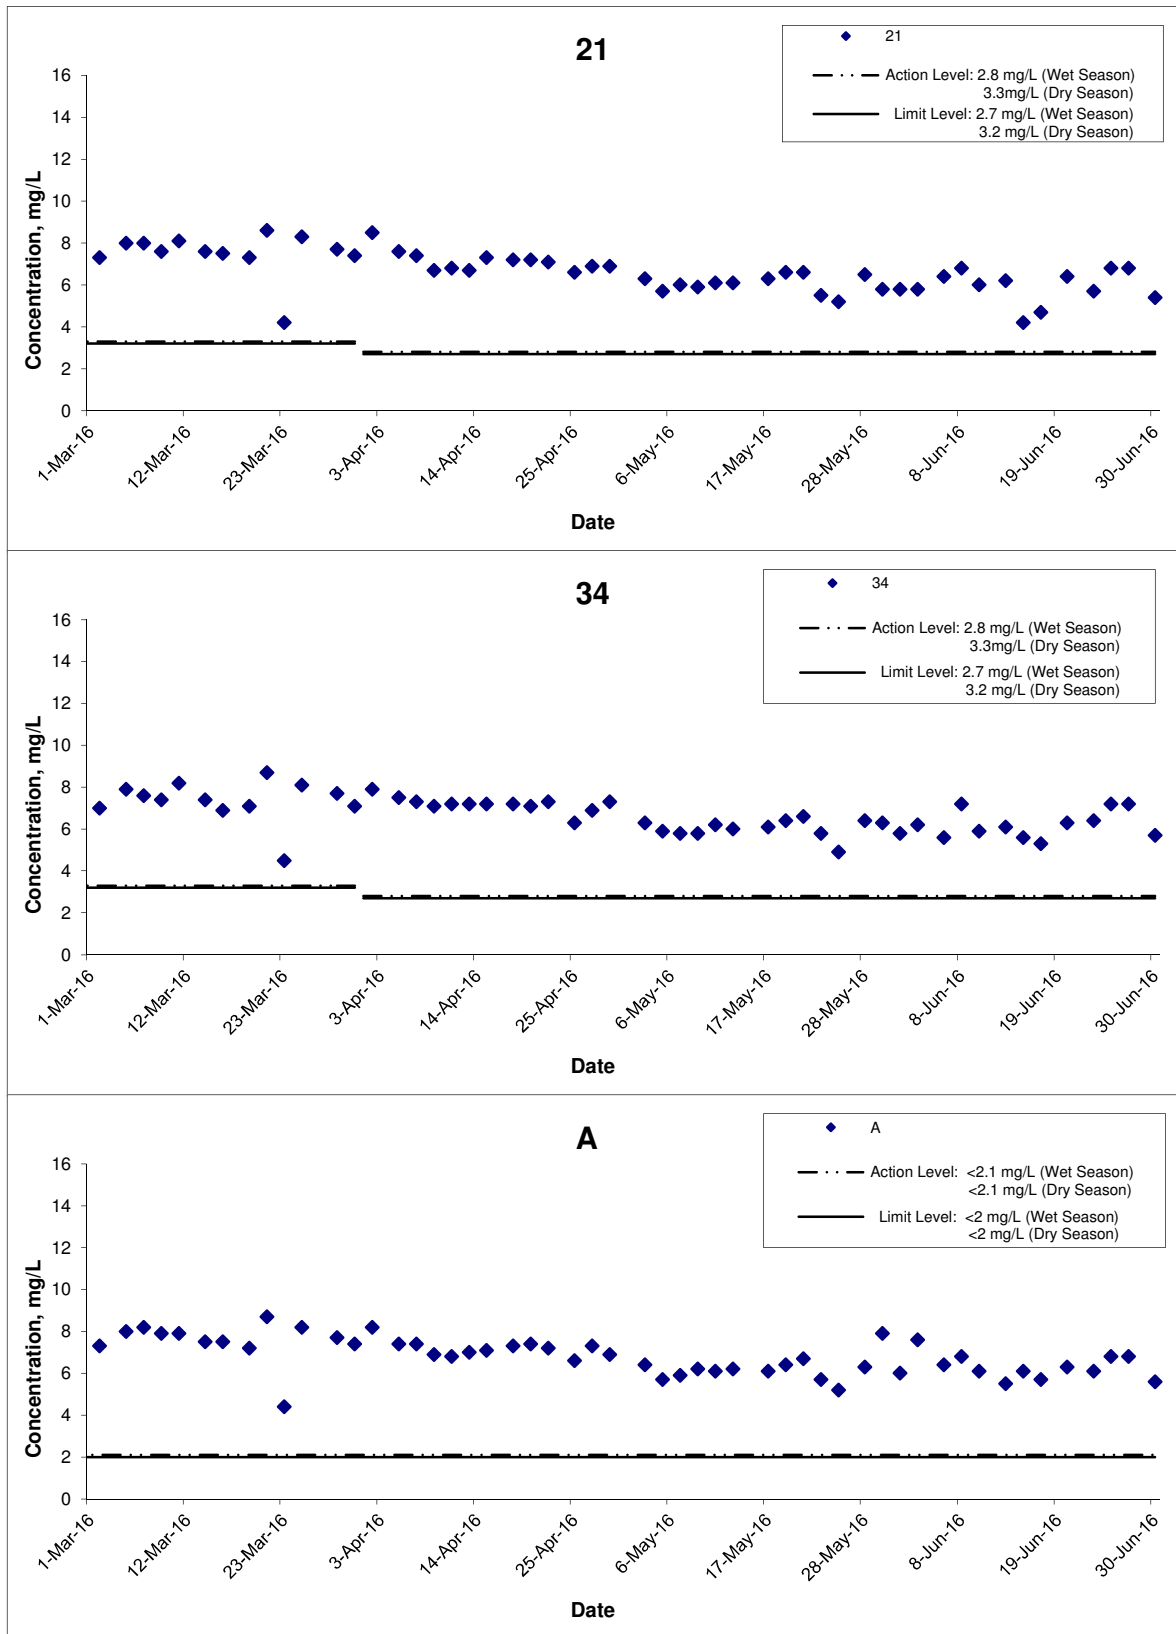 21
21
Action Level: 2.8 mg/L (Wet Season)
3.3mg/L (Dry Season)
Limit Level: 2.7 mg/L (Wet Season)
3.2 mg/L (Dry Season)
Concentration, mg/L
16
14
12
10
8
6
4
2
0
1-Mar-16
12-Mar-16
23-Mar-16
3-Apr-16
14-Apr-16
25-Apr-16
6-May-16
17-May-16
28-May-16
8-Jun-16
19-Jun-16
30-Jun-16
Date
34
34
Action Level: 2.8 mg/L (Wet Season)
3.3mg/L (Dry Season)
Limit Level: 2.7 mg/L (Wet Season)
3.2 mg/L (Dry Season)
Concentration, mg/L
16
14
12
10
8
6
4
2
0
1-Mar-16
12-Mar-16
23-Mar-16
3-Apr-16
14-Apr-16
25-Apr-16
6-May-16
17-May-16
28-May-16
8-Jun-16
19-Jun-16
30-Jun-16
Date
A
A
Action Level: <2.1 mg/L (Wet Season)
<2.1 mg/L (Dry Season)
Limit Level: <2 mg/L (Wet Season)
<2 mg/L (Dry Season)
Concentration, mg/L
16
14
12
10
8
6
4
2
0
1-Mar-16
12-Mar-16
23-Mar-16
3-Apr-16
14-Apr-16
25-Apr-16
6-May-16
17-May-16
28-May-16
8-Jun-16
19-Jun-16
30-Jun-16
Date